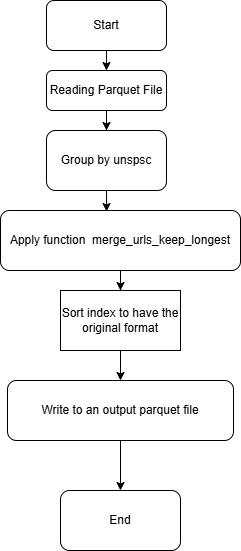 Start
Reading Parquet File
Group by unspsc
Apply function  merge_urls_keep_longest
Sort index to have the
original format
Write to an output parquet file
End